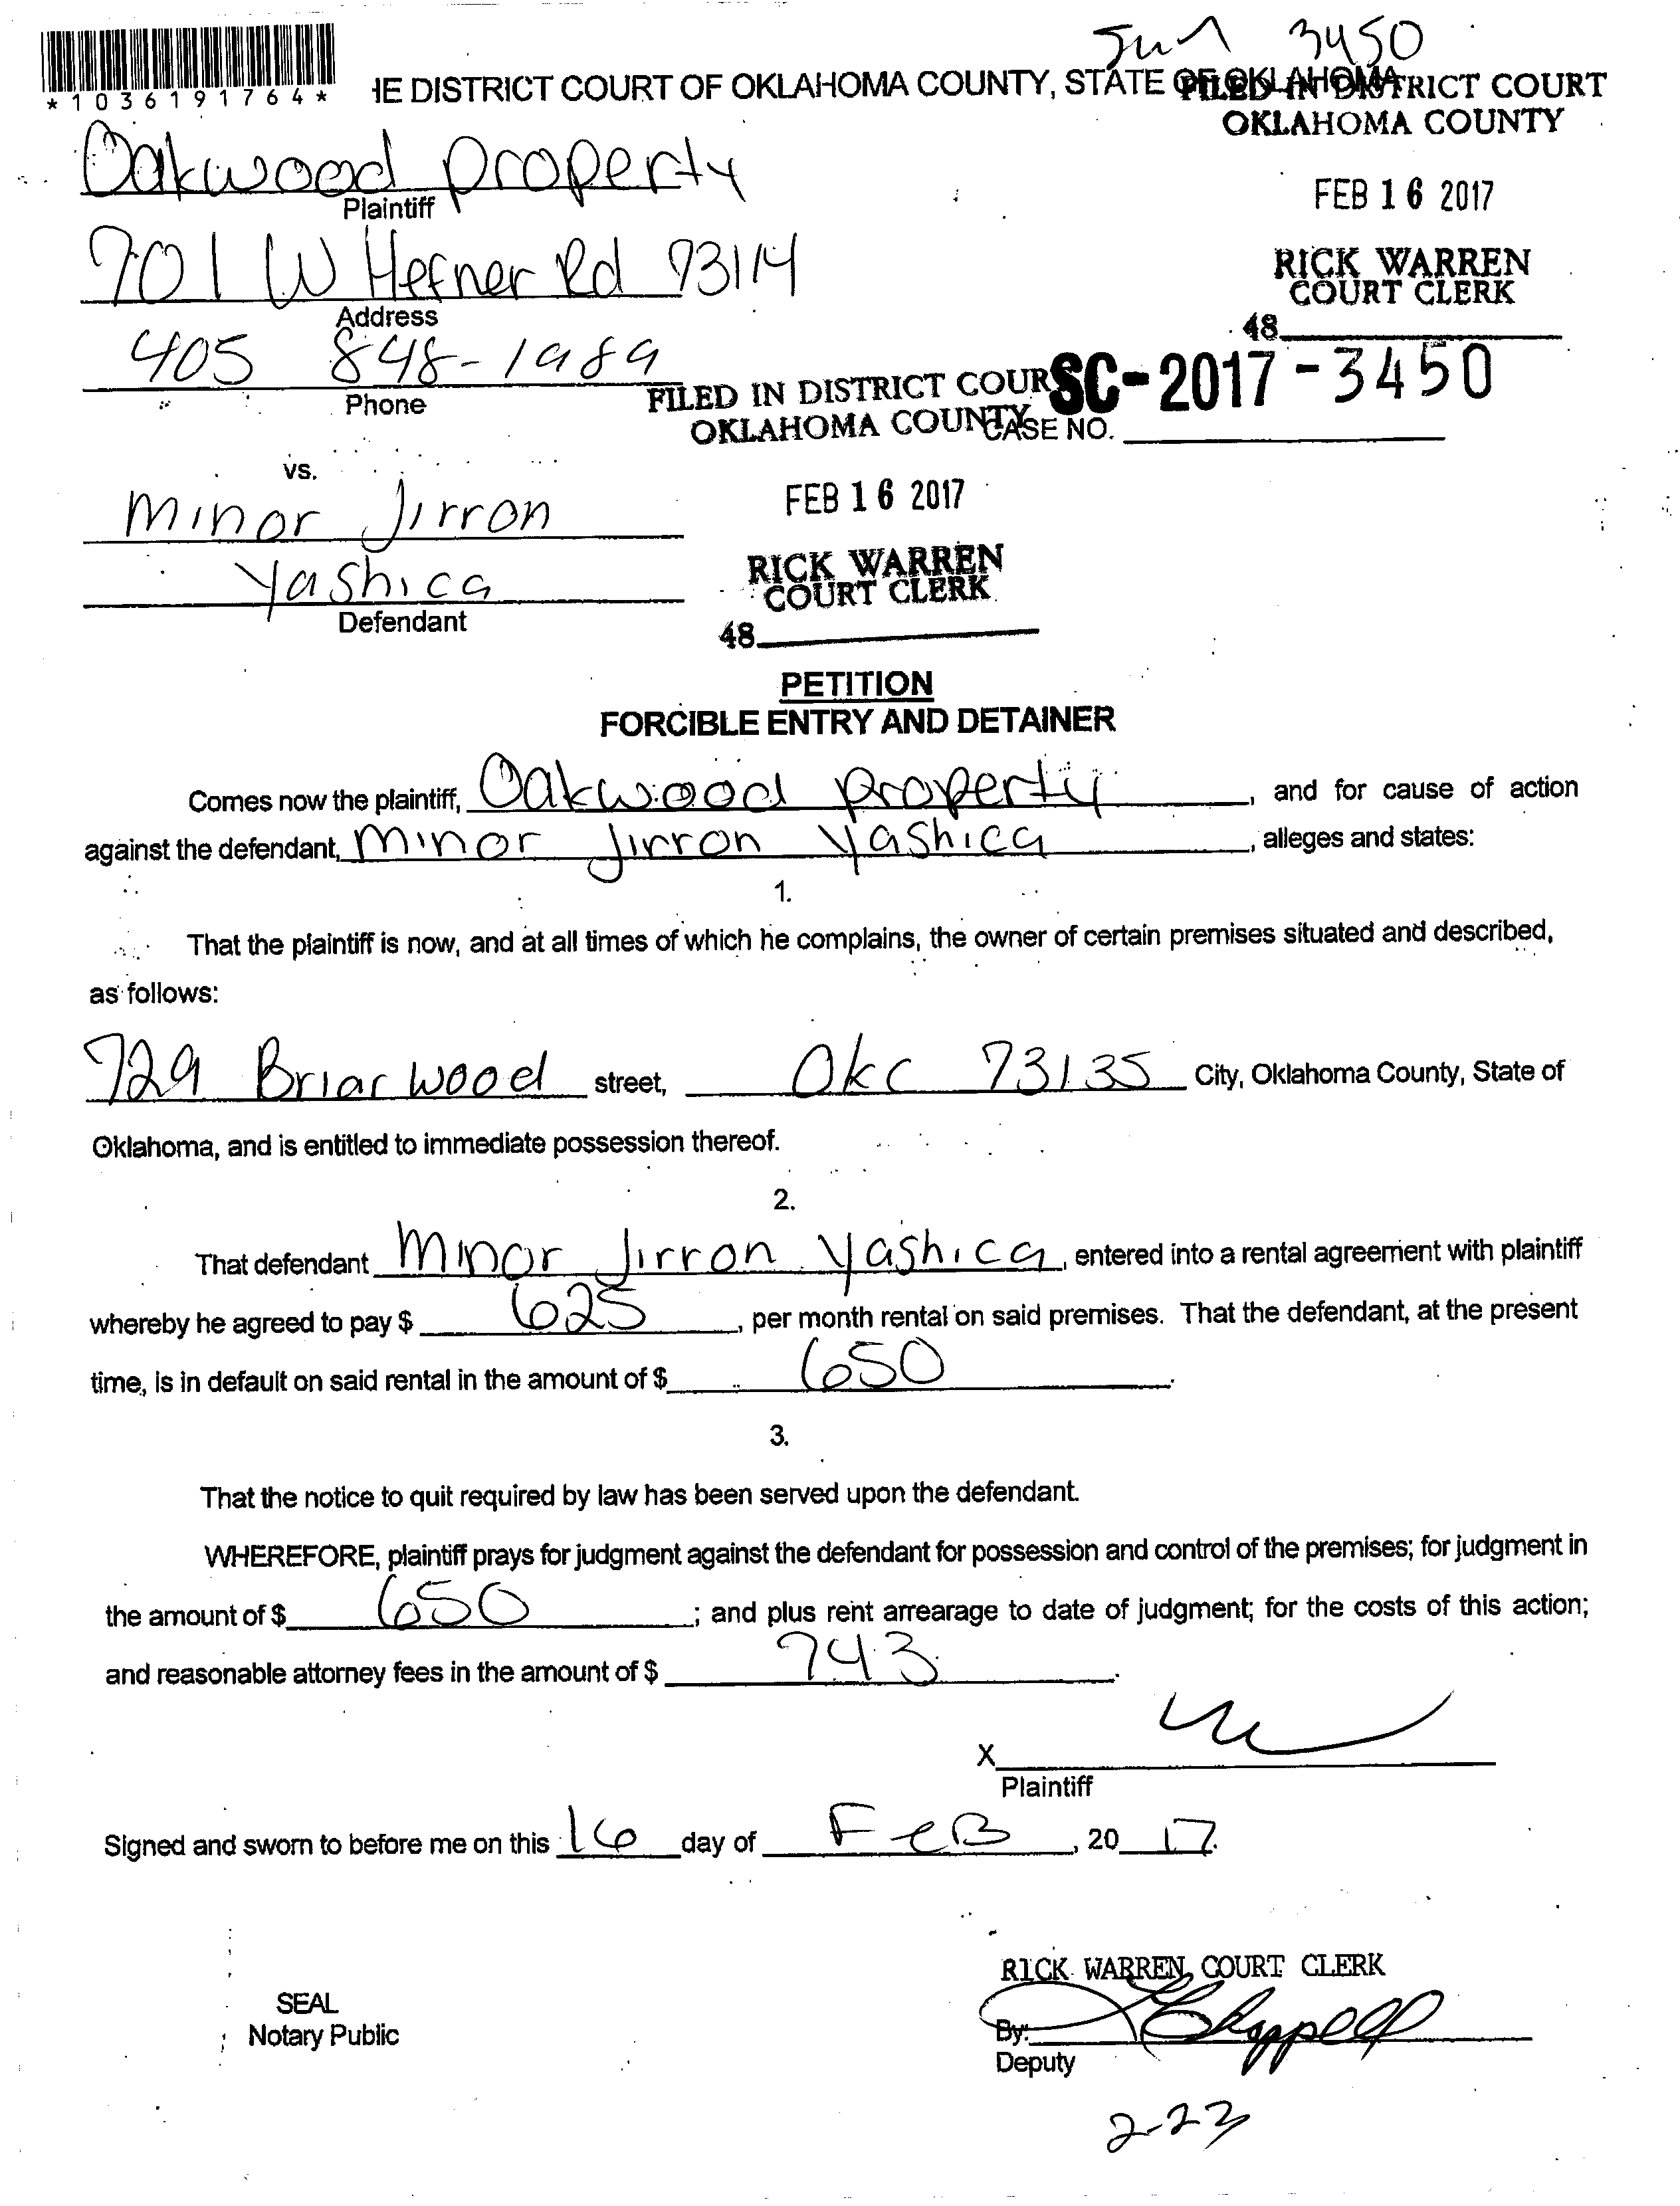 3450
*1036191764*
IE DISTRICT COURT OF OKLAHOMA COUNTY, STATE OF OKLAHOMA
FILED IN DISTRICT COURT
OKLAHOMA COUNTY
Oakwood property
Plaintiff
FEB 16 2017
701 W Hefner Rd 73114
Address
RICK WARREN
COURT CLERK
48
405 848-1989
Phone
FILED IN DISTRICT COURT
OKLAHOMA COUNTY
SC-2017-3450
CASE NO.
vs.
Minor Jirron
Yashica
Defendant
FEB 16 2017
RICK WARREN
COURT CLERK
48
PETITION
FORCIBLE ENTRY AND DETAINER
Comes now the plaintiff, Oakwood property, and for cause of action
against the defendant, Minor Jirron Yashica, alleges and states:
1.
That the plaintiff is now, and at all times of which he complains, the owner of certain premises situated and described,
as follows:
729 Briarwood street, Okc 73135 City, Oklahoma County, State of
Oklahoma, and is entitled to immediate possession thereof.
2.
That defendant Minor Jirron Yashica, entered into a rental agreement with plaintiff
whereby he agreed to pay $ 625, per month rental on said premises. That the defendant, at the present
time, is in default on said rental in the amount of $ 650.
3.
That the notice to quit required by law has been served upon the defendant.
WHEREFORE, plaintiff prays for judgment against the defendant for possession and control of the premises; for judgment in
the amount of $ 650; and plus rent arrearage to date of judgment; for the costs of this action;
and reasonable attorney fees in the amount of $ 743.
X
Plaintiff
Signed and sworn to before me on this 16 day of FeB, 20 17.
RICK WARREN, COURT CLERK
SEAL
Notary Public
By:
Deputy
2-23